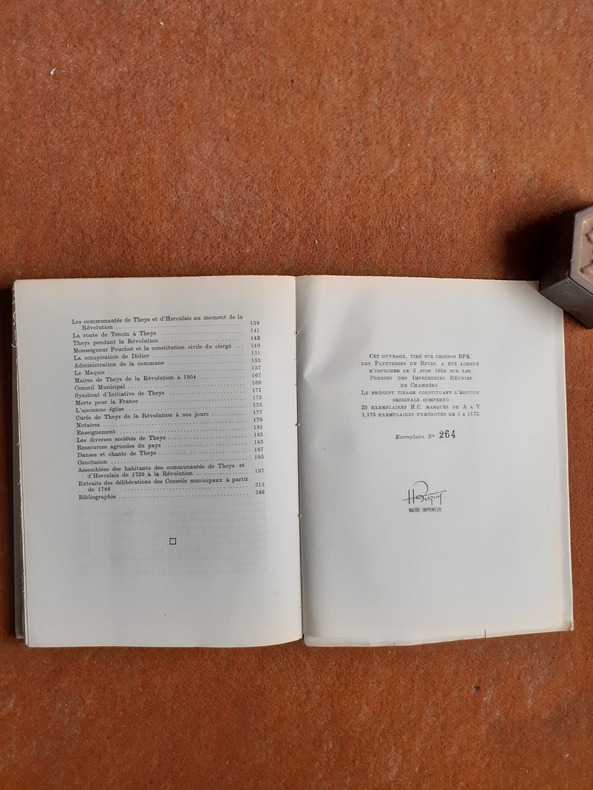 Les communautés de Theys et d'Herculais au moment de la
Révolution ........ 139
La route de Tencin à Theys ........ 141
Theys pendant la Révolution ........ 143
Monseigneur Pouchot et la constitution civile du clergé ........ 149
La conspiration de Didier ........ 151
Administration de la commune ........ 153
Le Maquis ........ 157
Maires de Theys de la Révolution à 1954 ........ 167
Conseil Municipal ........ 169
Syndicat d'Initiative de Theys ........ 171
Morts pour la France ........ 173
L'ancienne église ........ 175
Curés de Theys de la Révolution à nos jours ........ 177
Notaires ........ 179
Enseignement ........ 181
Les diverses sociétés de Theys ........ 183
Ressources agricoles du pays ........ 185
Danses et chants de Theys ........ 187
Conclusion ........ 195
Assemblées des habitants des communautés de Theys et
d'Herculais de 1729 à la Révolution ........ 197
Extraits des délibérations des Conseils municipaux à partir
de 1789 ........ 213
Bibliographie ........ 249
Cet ouvrage, tiré sur chiffon BFK
des Papeteries de Rives, a été achevé
d'imprimer le 5 juin 1954 sur les
Presses des Imprimeries Réunies
de Chambéry
Le présent tirage constituant l'édition
originale comprend
25 exemplaires H.C. marqués de A a Y
1.173 exemplaires numérotés de 1 a 1173.
Exemplaire Nº 264
MAITRE IMPRIMEUR